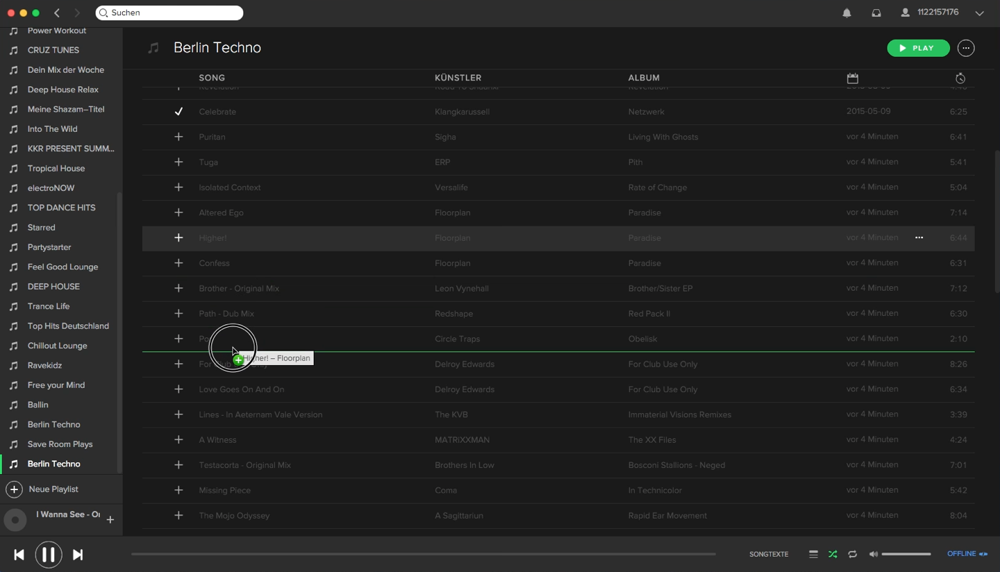 Suchen
1122157176
Power Workout
CRUZ TUNES
Dein Mix der Woche
Deep House Relax
Meine Shazam–Titel
Into The Wild
KKR PRESENT SUMM...
Tropical House
electroNOW
TOP DANCE HITS
Starred
Partystarter
Feel Good Lounge
DEEP HOUSE
Trance Life
Top Hits Deutschland
Chillout Lounge
Ravekidz
Free your Mind
Ballin
Berlin Techno
Save Room Plays
Berlin Techno
Neue Playlist
I Wanna See - Or
Berlin Techno
PLAY
SONG KÜNSTLER ALBUM
Revelation Revelation
Celebrate Klangkarussell Netzwerk 2015-05-09 6:25
Puritan Sigha Living With Ghosts vor 4 Minuten 6:41
Tuga ERP Pith vor 4 Minuten 5:41
Isolated Context Versalife Rate of Change vor 4 Minuten 5:04
Altered Ego Floorplan Paradise vor 4 Minuten 7:14
Higher! Floorplan Paradise vor 4 Minuten ... 6:44
Confess Floorplan Paradise vor 4 Minuten 6:31
Brother - Original Mix Leon Vynehall Brother/Sister EP vor 4 Minuten 7:12
Path - Dub Mix Redshape Red Pack II vor 4 Minuten 6:30
Circle Traps Obelisk vor 4 Minuten 2:10
Higher! – Floorplan
For Club Delroy Edwards For Club Use Only vor 4 Minuten 8:26
Love Goes On And On Delroy Edwards For Club Use Only vor 4 Minuten 6:34
Lines - In Aeternam Vale Version The KVB Immaterial Visions Remixes vor 4 Minuten 3:39
A Witness MATRiXXMAN The XX Files vor 4 Minuten 4:24
Testacorta - Original Mix Brothers In Low Bosconi Stallions - Neged vor 4 Minuten 7:01
Missing Piece Coma In Technicolor vor 4 Minuten 5:42
The Mojo Odyssey A Sagittariun Rapid Ear Movement vor 4 Minuten 8:04
SONGTEXTE
OFFLINE